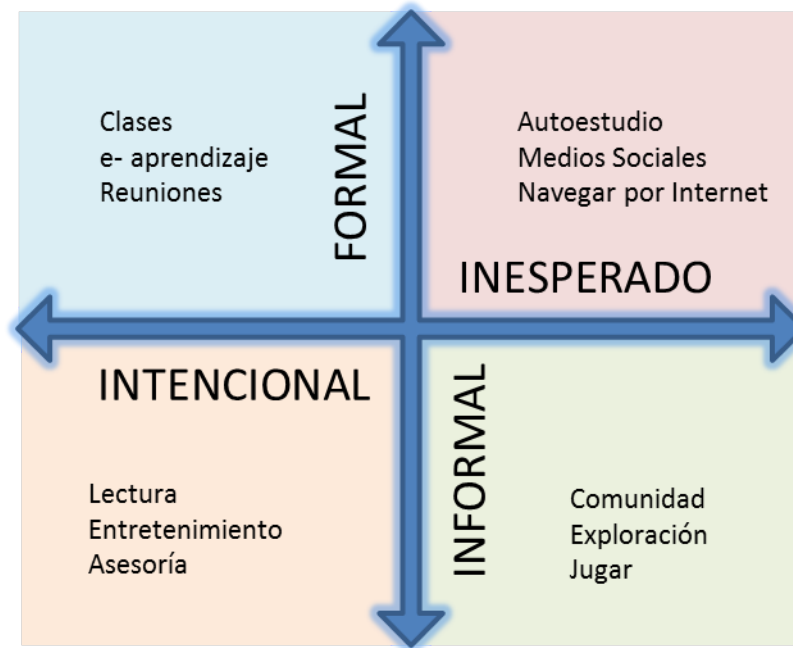 Clases
e- aprendizaje
Reuniones
FORMAL
Autoestudio
Medios Sociales
Navegar por Internet
INESPERADO
INTENCIONAL
Lectura
Entretenimiento
Asesoría
INFORMAL
Comunidad
Exploración
Jugar